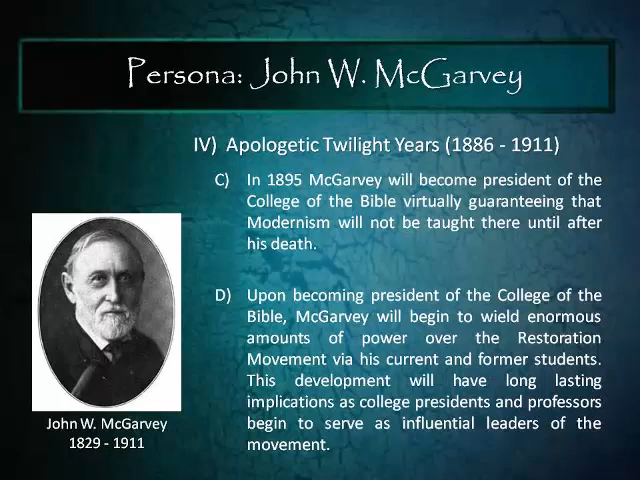 Persona: John W. McGarvey
IV) Apologetic Twilight Years (1886 - 1911)
C) In 1895 McGarvey will become president of the
College of the Bible virtually guaranteeing that
Modernism will not be taught there until after
his death.
D) Upon becoming president of the College of the
Bible, McGarvey will begin to wield enormous
amounts of power over the Restoration
Movement via his current and former students.
This development will have long lasting
implications as college presidents and professors
begin to serve as influential leaders of the
movement.
John W. McGarvey
1829 - 1911